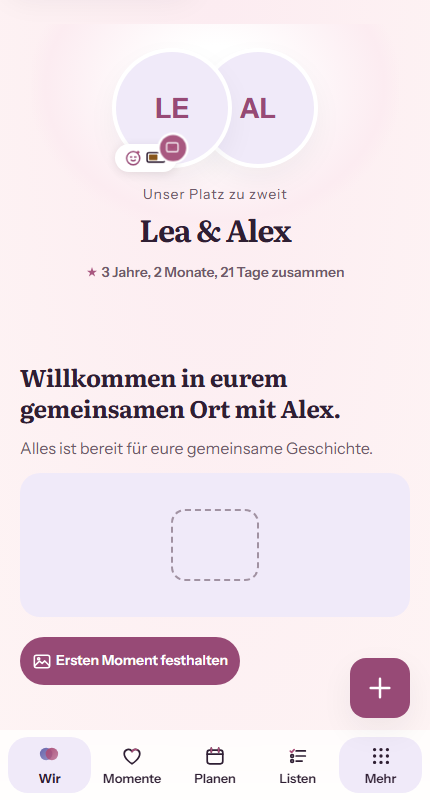 LE
AL
Unser Platz zu zweit
Lea & Alex
★ 3 Jahre, 2 Monate, 21 Tage zusammen
Willkommen in eurem
gemeinsamen Ort mit Alex.
Alles ist bereit für eure gemeinsame Geschichte.
Ersten Moment festhalten
Wir
Momente
Planen
Listen
Mehr